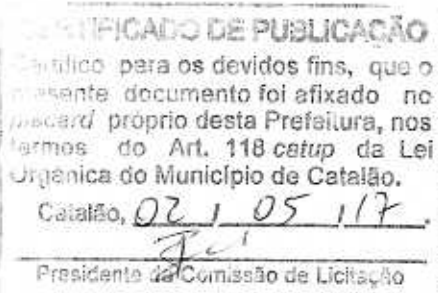 CERTIFICADO DE PUBLICAÇÃO
Certifico para os devidos fins, que o
presente documento foi afixado no
placard próprio desta Prefeitura, nos
termos do Art. 118 catup da Lei
Orgânica do Município de Catalão.
Catalão, 02 / 05 / 17.
Presidente da Comissão de Licitação